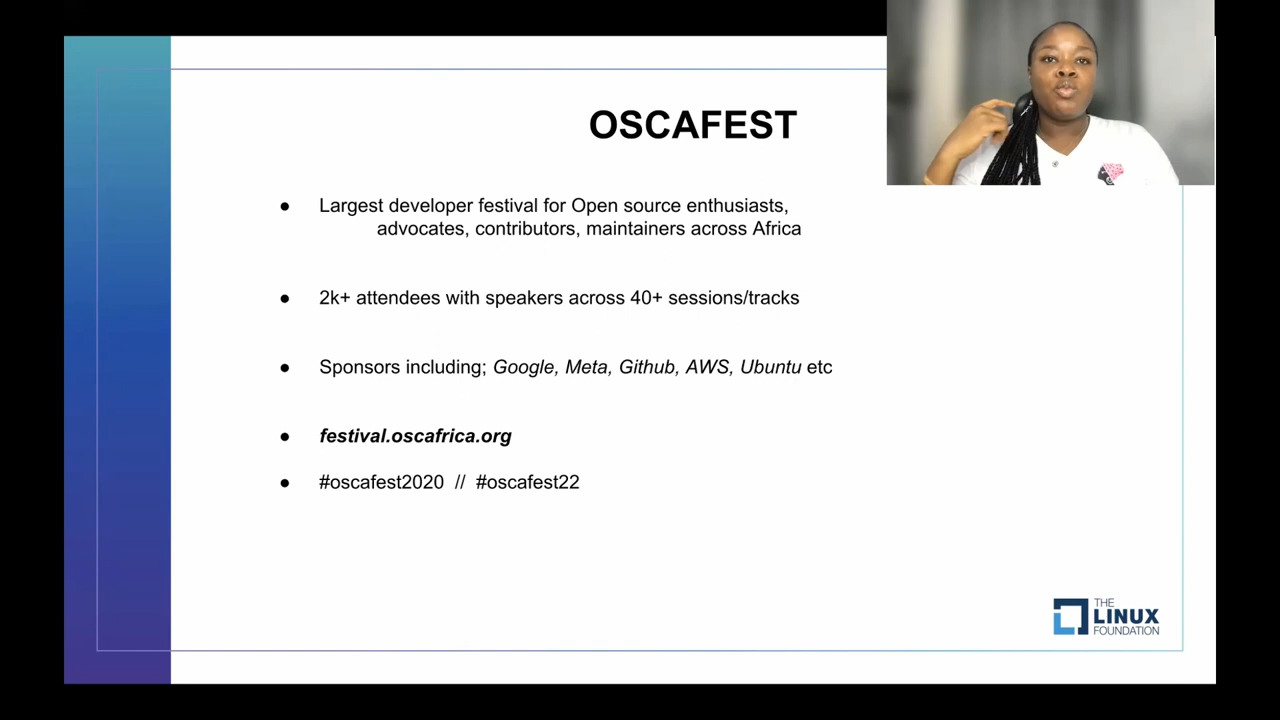 OSCAFEST
● Largest developer festival for Open source enthusiasts,
advocates, contributors, maintainers across Africa
● 2k+ attendees with speakers across 40+ sessions/tracks
● Sponsors including; Google, Meta, Github, AWS, Ubuntu etc
● festival.oscafrica.org
● #oscafest2020 // #oscafest22
THE
LINUX
FOUNDATION